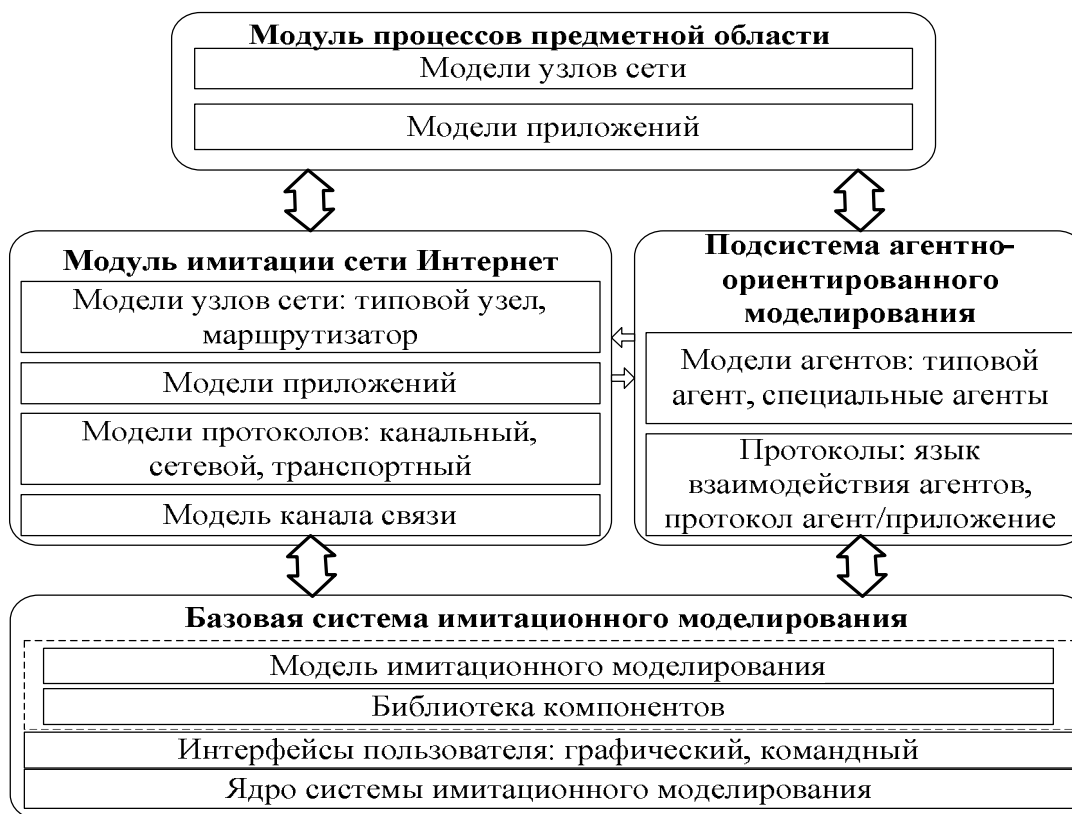 Модуль процессов предметной области
Модели узлов сети
Модели приложений
Модуль имитации сети Интернет
Модели узлов сети: типовой узел,
маршрутизатор
Модели приложений
Модели протоколов: канальный,
сетевой, транспортный
Модель канала связи
Подсистема агентно-
ориентированного
моделирования
Модели агентов: типовой
агент, специальные агенты
Протоколы: язык
взаимодействия агентов,
протокол агент/приложение
Базовая система имитационного моделирования
Модель имитационного моделирования
Библиотека компонентов
Интерфейсы пользователя: графический, командный
Ядро системы имитационного моделирования